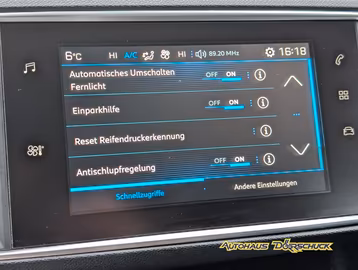 6°C HI A/C HI 89.20 MHz 16:18
Automatisches Umschalten
Fernlicht OFF ON
Einparkhilfe OFF ON
Reset Reifendruckerkennung
Antischlupfregelung OFF ON
Schnellzugriffe Andere Einstellungen
AUTOHAUS DÖRSCHUCK